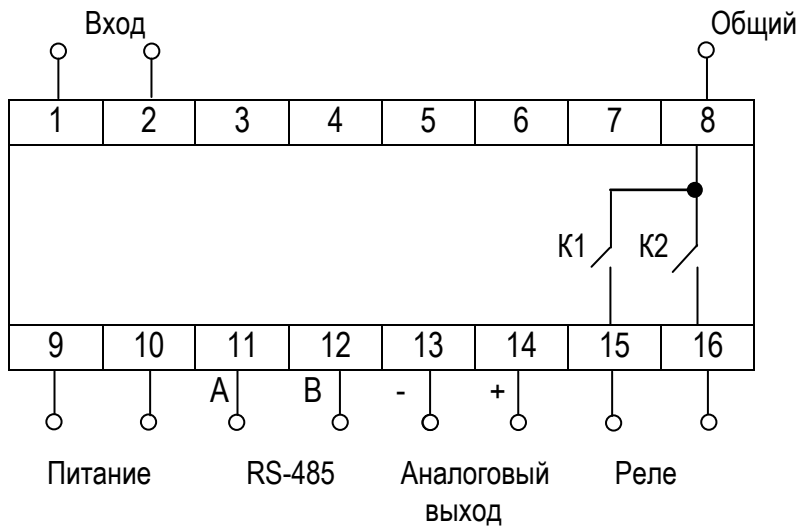 Вход Общий
1 2 3 4 5 6 7 8
К1 К2
9 10 11 12 13 14 15 16
А В - +
Питание RS-485 Аналоговый выход Реле